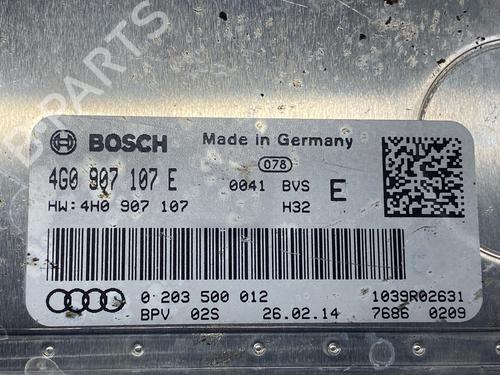 B-PARTS
BOSCH
Made in Germany
078
4G0 907 107 E
0041 BVS
E
HW:4H0 907 107
H32
0 203 500 012
1039R02631
BPV 02S
26.02.14
7686 0209